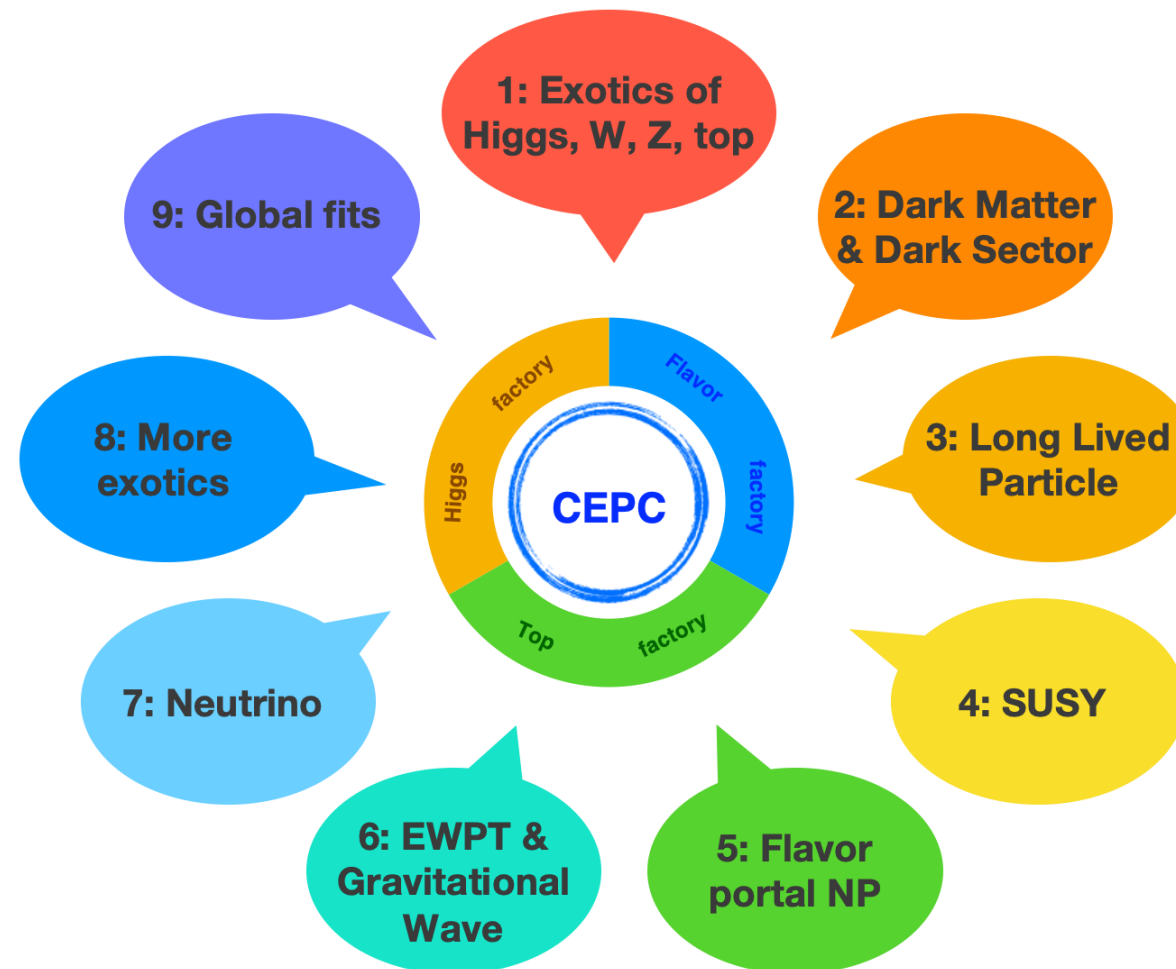 1: Exotics of
Higgs, W, Z, top
2: Dark Matter
& Dark Sector
3: Long Lived
Particle
4: SUSY
5: Flavor
portal NP
6: EWPT &
Gravitational
Wave
7: Neutrino
8: More
exotics
9: Global fits
Higgs factory
Flavor factory
Top factory
CEPC